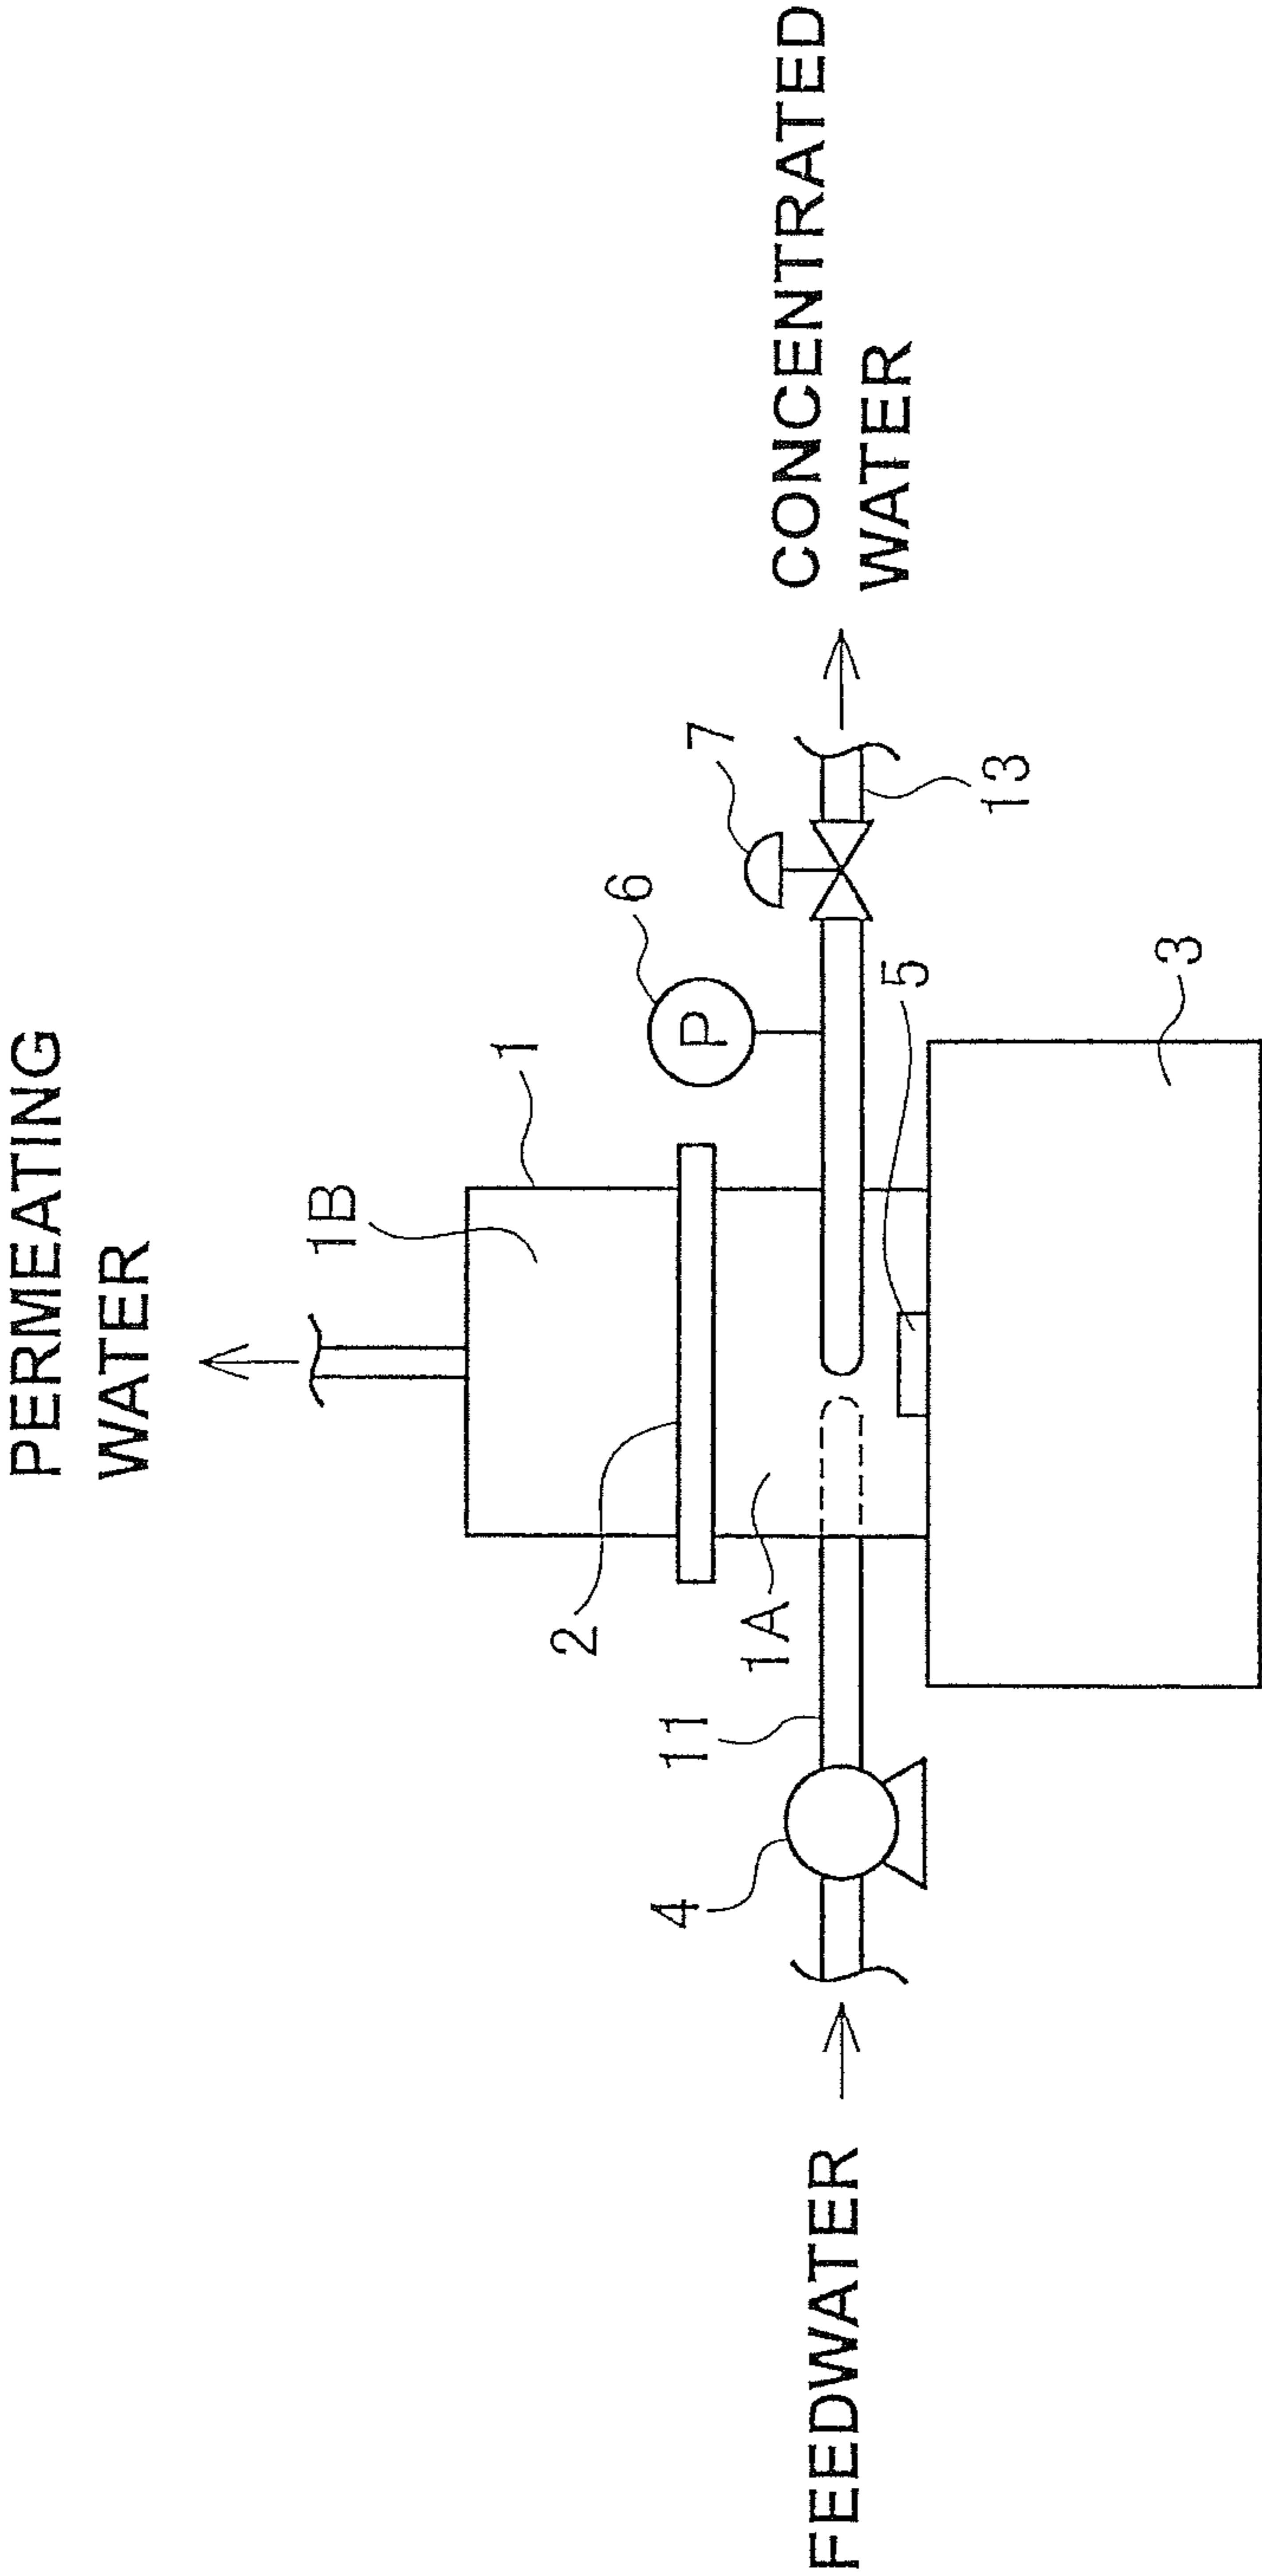 PERMEATING
WATER
1B
1
6
P
7
CONCENTRATED
WATER
2
1A
11
4
5
13
3
FEEDWATER